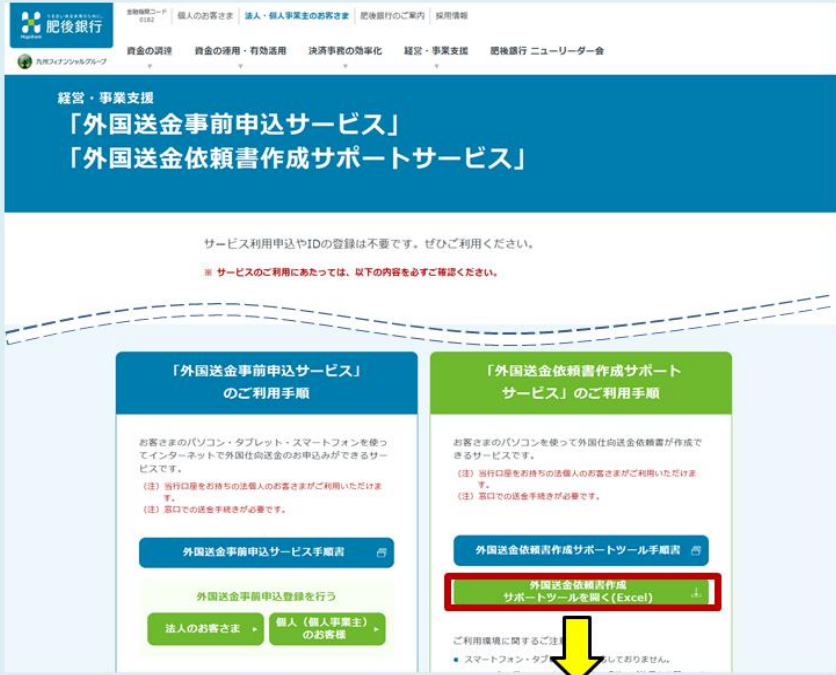 肥後銀行
Higobank
九州フィナンシャルグループ
金融機関コード
0182
個人のお客さま
法人・個人事業主のお客さま
肥後銀行のご案内
採用情報
資金の調達
資金の運用・有効活用
決済事務の効率化
経営・事業支援
肥後銀行 ニューリーダー会
経営・事業支援
「外国送金事前申込サービス」
「外国送金依頼書作成サポートサービス」
サービス利用申込やIDの登録は不要です。ぜひご利用ください。
※ サービスのご利用にあたっては、以下の内容を必ずご確認ください。
「外国送金事前申込サービス」
のご利用手順
お客さまのパソコン・タブレット・スマートフォンを使っ
てインターネットで外国仕向送金のお申込みができるサー
ビスです。
(注) 当行口座をお持ちの法個人のお客さまがご利用いただけま
す。
(注) 窓口での送金手続きが必要です。
外国送金事前申込サービス手順書
外国送金事前申込登録を行う
法人のお客さま
個人(個人事業主)
のお客様
「外国送金依頼書作成サポート
サービス」のご利用手順
お客さまのパソコンを使って外国仕向送金依頼書が作成で
きるサービスです。
(注) 当行口座をお持ちの法個人のお客さまがご利用いただけま
す。
(注) 窓口での送金手続きが必要です。
外国送金依頼書作成サポートツール手順書
外国送金依頼書作成
サポートツールを開く(Excel)
ご利用環境に関するご注
スマートフォン・タブ
しておりません。